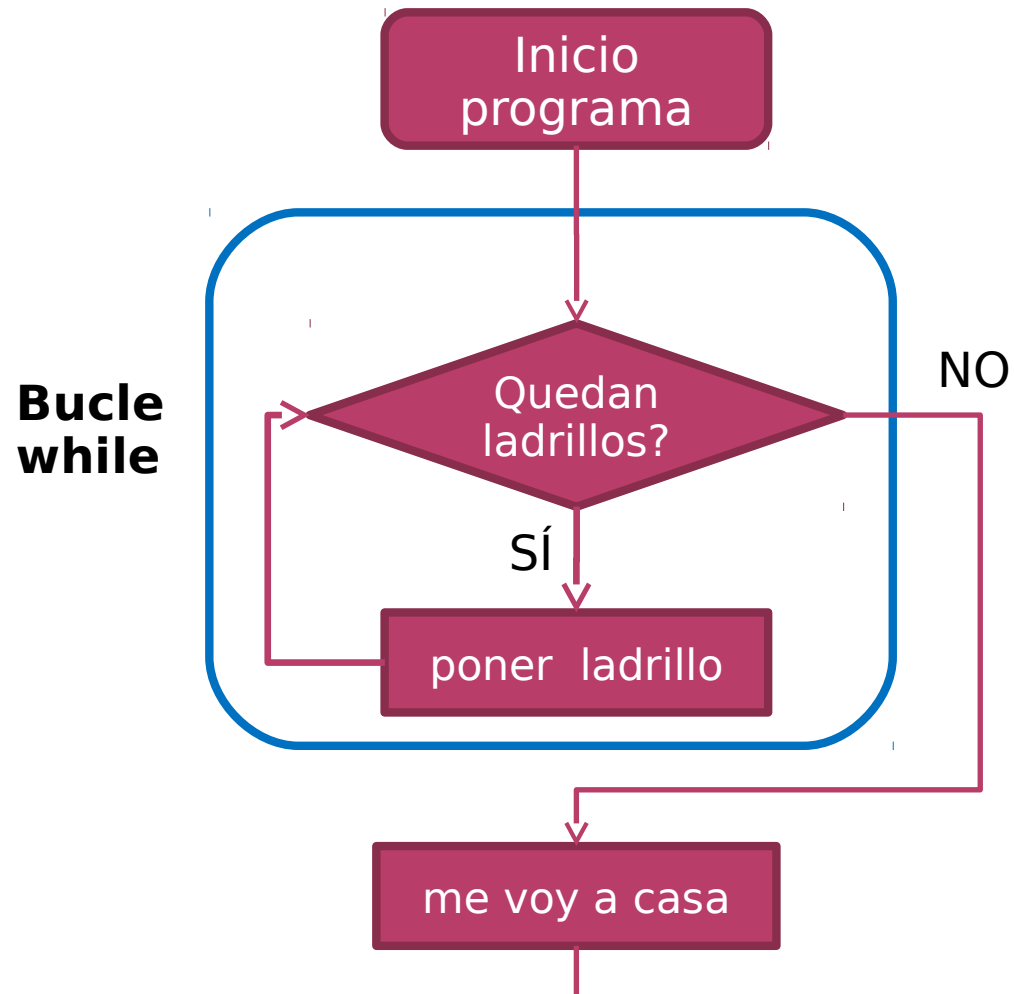 Inicio
programa
Bucle
while
Quedan
ladrillos?
NO
SÍ
poner ladrillo
me voy a casa